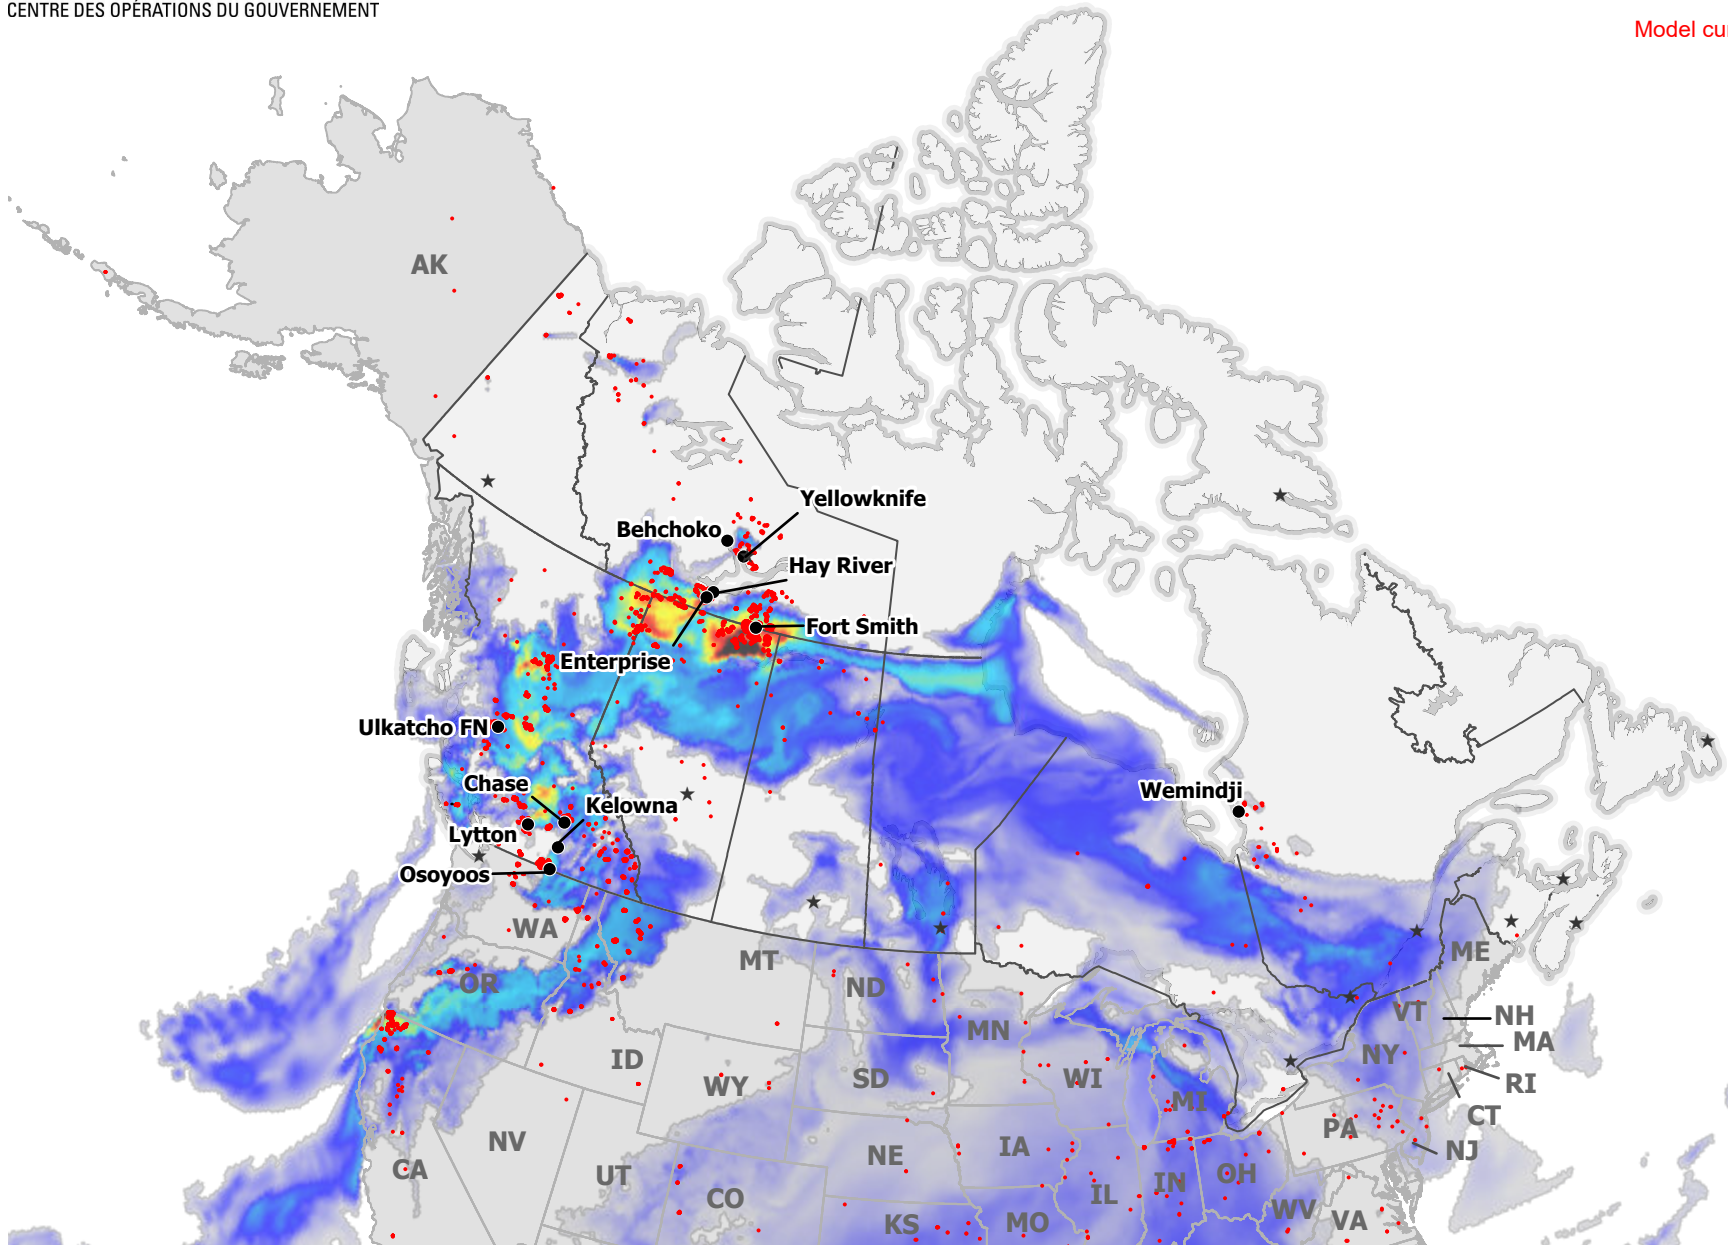 CENTRE DES OPÉRATIONS DU GOUVERNEMENT
Model cur
AK
Yellowknife
Behchoko
Hay River
Fort Smith
Enterprise
Ulkatcho FN
Chase
Kelowna
Wemindji
Lytton
Osoyoos
WA
MT
ME
OR
ND
VT
NH
MN
MA
NY
ID
WY
SD
WI
RI
MI
CT
NV
PA
NE
IA
NJ
CA
UT
CO
IL
IN
OH
WV
KS
MO
VA